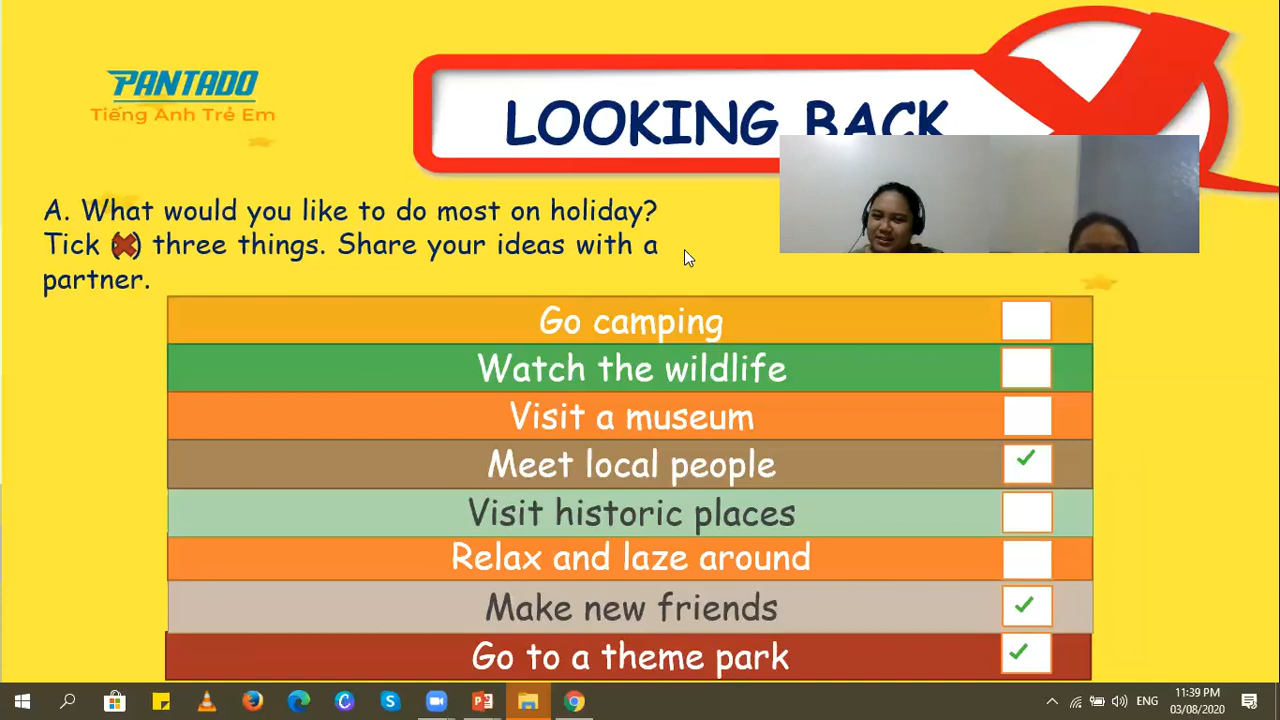 PANTADO
Tiếng Anh Trẻ Em
LOOKING BACK
A. What would you like to do most on holiday?
Tick ( ) three things. Share your ideas with a
partner.
Go camping
Watch the wildlife
Visit a museum
Meet local people
Visit historic places
Relax and laze around
Make new friends
Go to a theme park
ENG
11:39 PM
03/08/2020